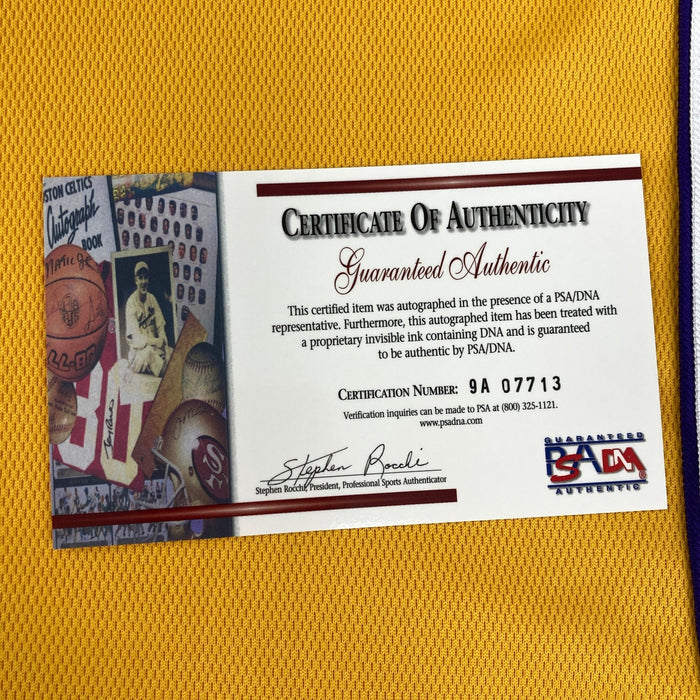 STON CELTICS
Autograph
BOOK
CERTIFICATE OF AUTHENTICITY
Guaranteed Authentic
This certified item was autographed in the presence of a PSA/DNA
representative. Furthermore, this autographed item has been treated with
a proprietary invisible ink containing DNA and is guaranteed
to be authentic by PSA/DNA.
CERTIFICATION NUMBER: 9A 07713
Verification inquiries can be made to PSA at (800) 325-1121.
www.psadna.com
Stephen Rocchi
Stephen Rocchi, President, Professional Sports Authenticator
GUARANTEED
PSA DNA
AUTHENTIC